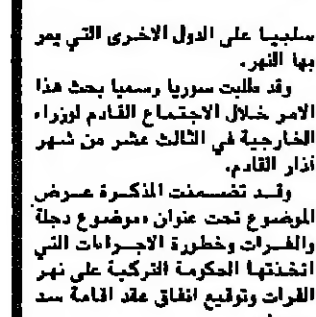 سلبيا على الدول الاخرى التي يمر
بها النهر.
وقد طلبت سوريا رسميا بحث هذا
الامر خلال الاجتماع القادم لوزراء
الخارجية في الثالث عشر من شهر
آذار القادم.
وقد تضمنت المذكرة عرض
الموضوع تحت عنوان «موضوع دجلة
والفرات وخطورة الاجراءات التي
اتخذتها الحكومة التركية على نهر
الفرات وتوقيع اتفاق عقد اقامة سد